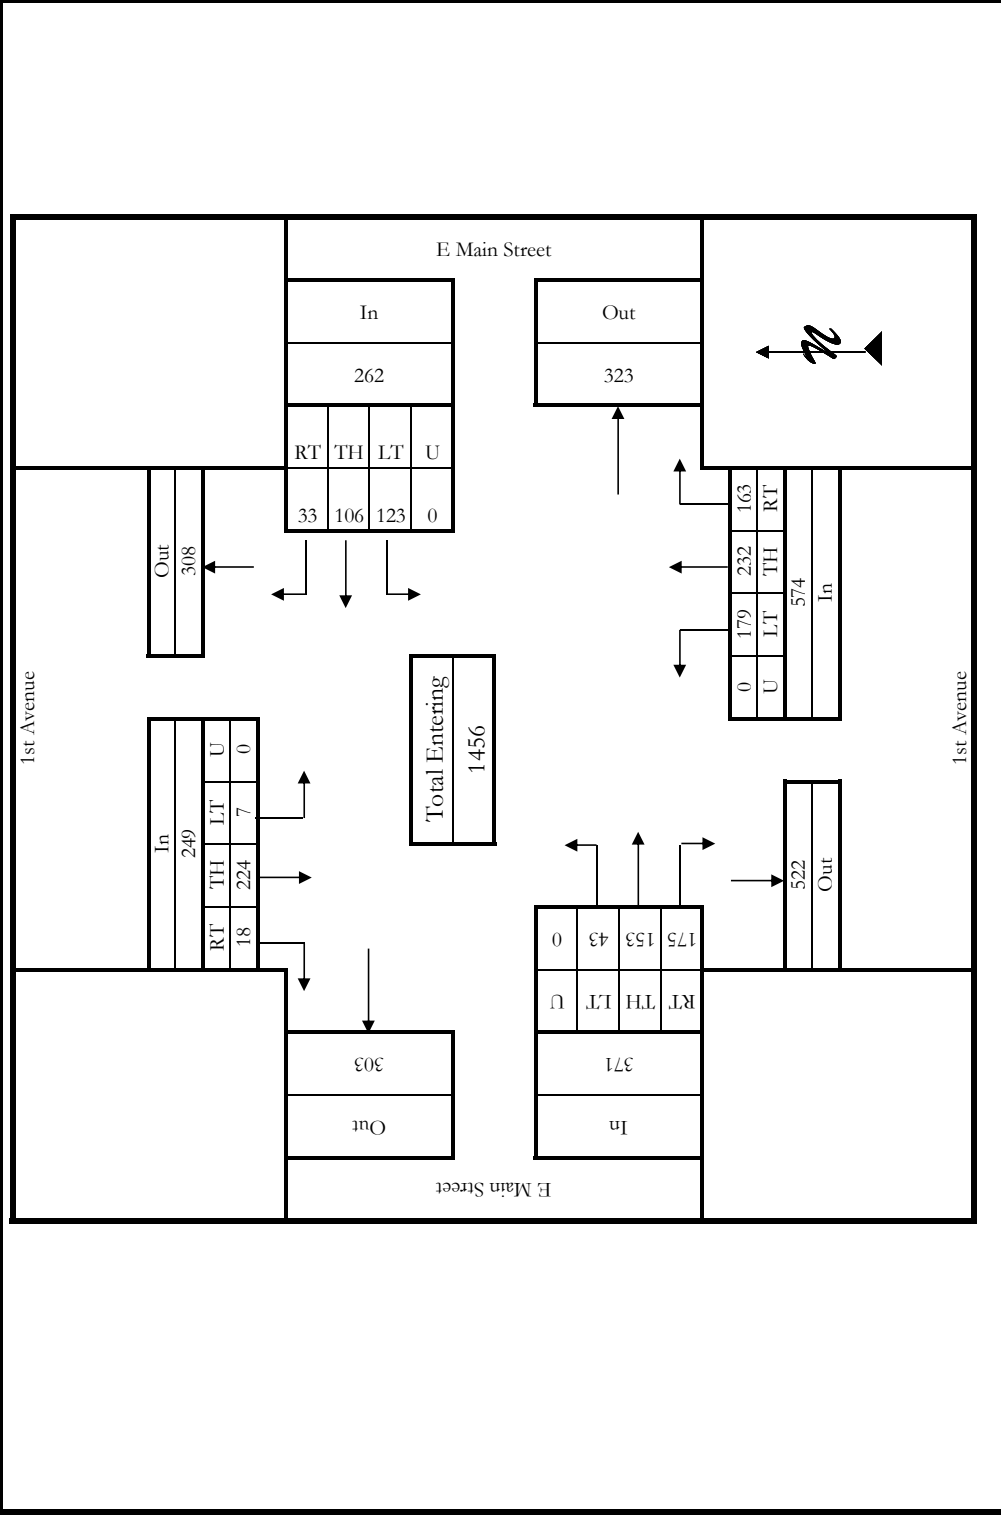 E Main Street
In
Out
262
323
RT TH LT U
33 106 123 0
Out
308
163 RT
232 TH
179 LT
0 U
574
In
1st Avenue
1st Avenue
Total Entering
1456
In
249
U 0
LT 7
TH 224
RT 18
522
Out
0 43 153 175
U LT TH RT
303
371
Out
In
E Main Street
N